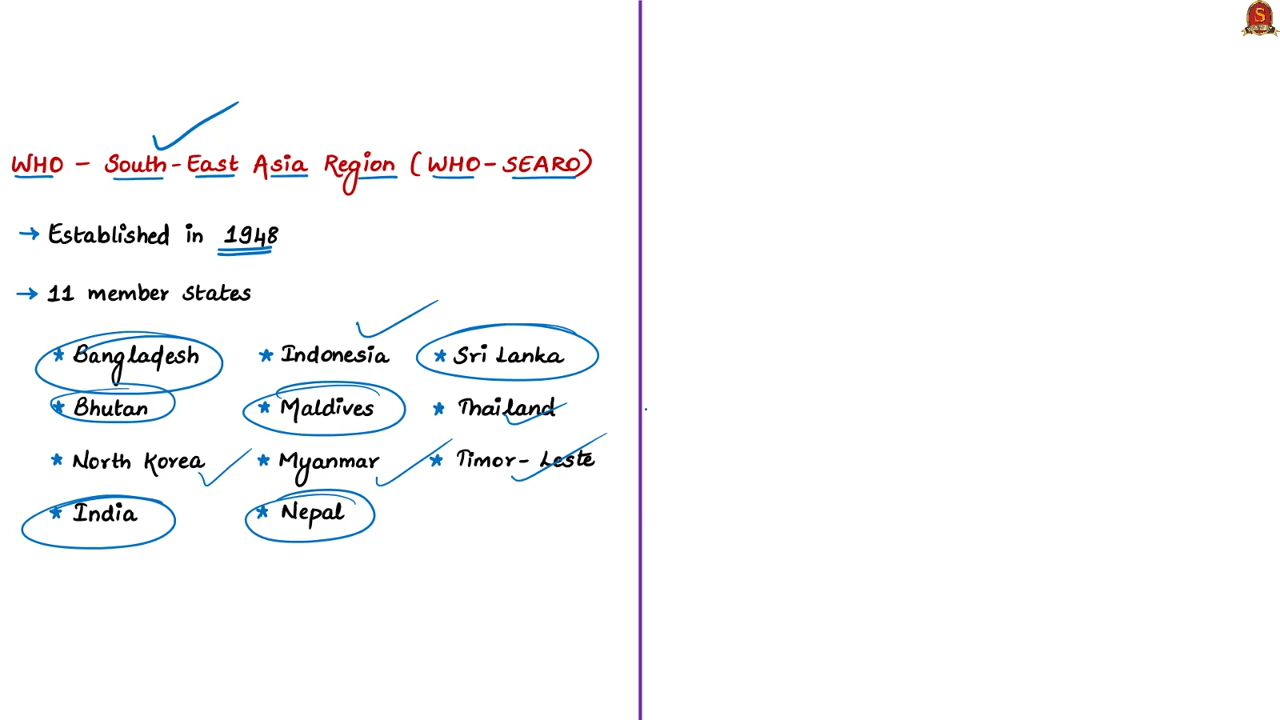 WHO - South-East Asia Region (WHO-SEARO)
→ Established in 1948
→ 11 member states
* Bangladesh * Indonesia * Sri Lanka
* Bhutan * Maldives * Thailand
* North Korea * Myanmar * Timor-Leste
* India * Nepal
S